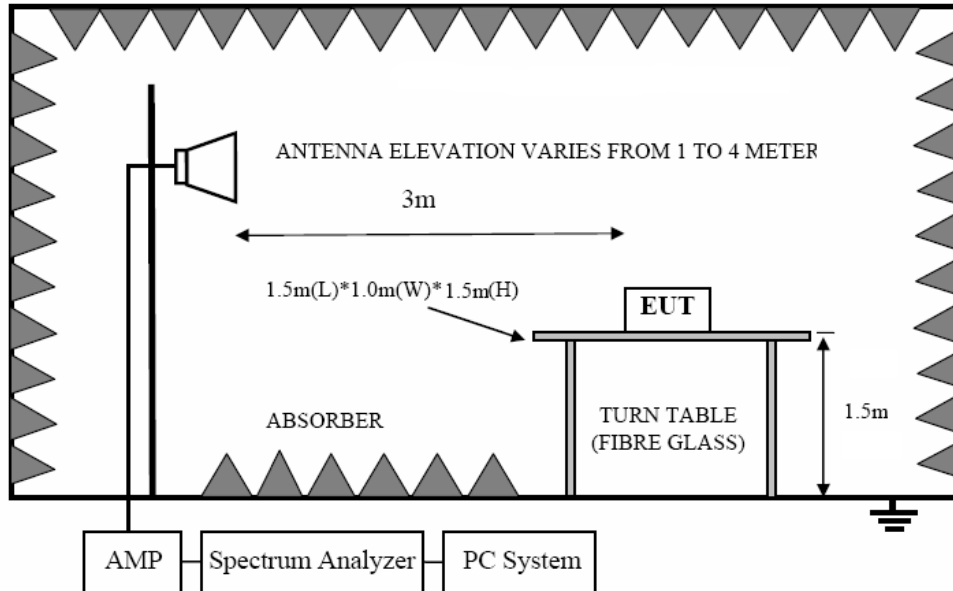 ANTENNA ELEVATION VARIES FROM 1 TO 4 METER
3m
1.5m(L)*1.0m(W)*1.5m(H)
EUT
1.5m
ABSORBER
TURN TABLE
(FIBRE GLASS)
AMP
Spectrum Analyzer
PC System